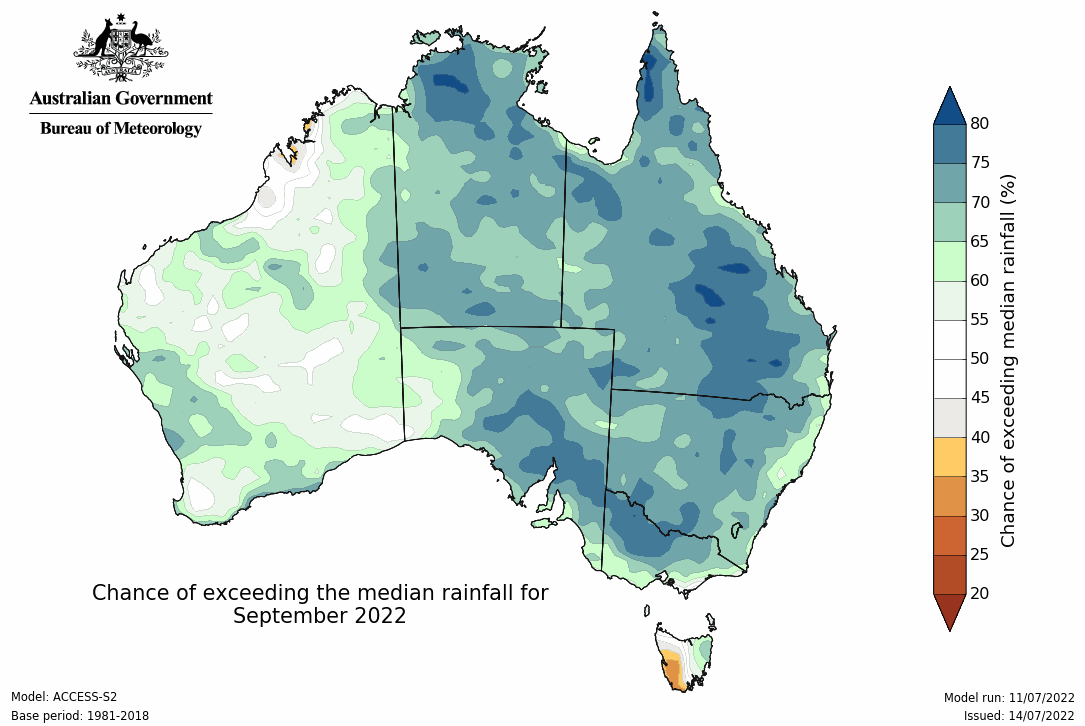 Australian Government
Bureau of Meteorology
80
75
70
65
60
55
50
45
40
35
30
25
20
Chance of exceeding median rainfall (%)
Chance of exceeding the median rainfall for
September 2022
Model: ACCESS-S2
Base period: 1981-2018
Model run: 11/07/2022
Issued: 14/07/2022